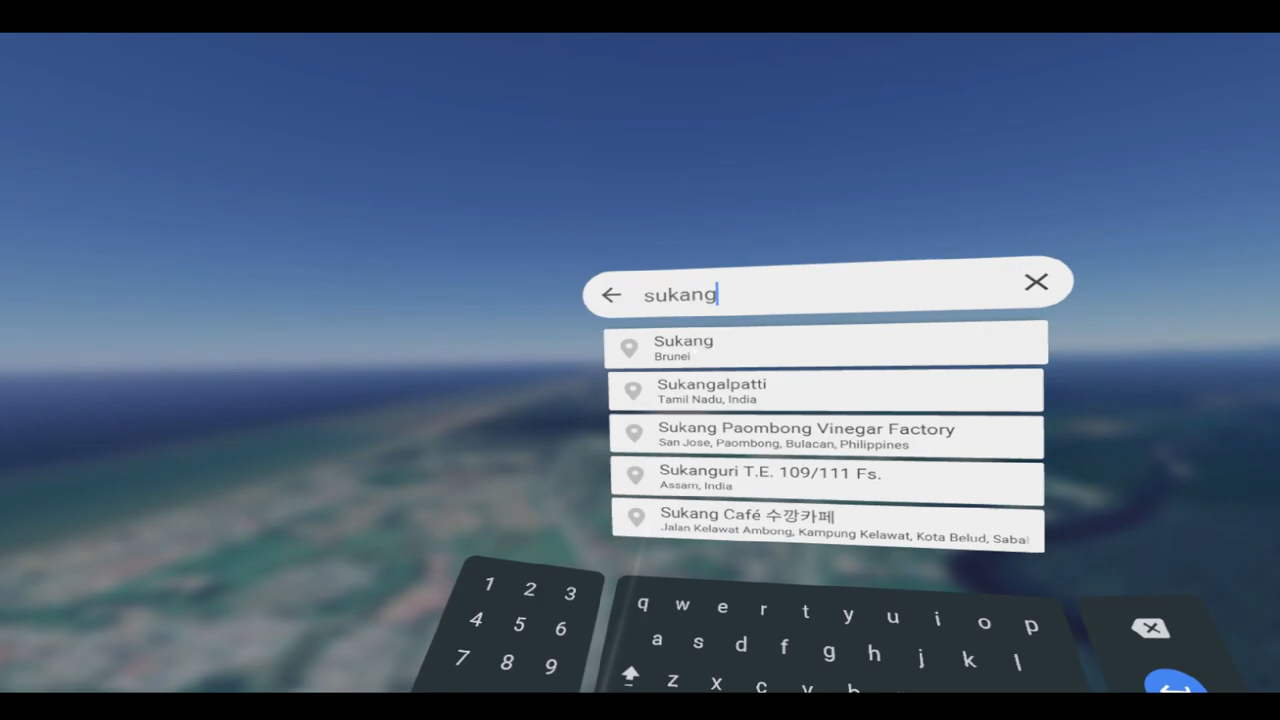 sukang
Sukang
Brunei
Sukangalpatti
Tamil Nadu, India
Sukang Paombong Vinegar Factory
San Jose, Paombong, Bulacan, Philippines
Sukanguri T.E. 109/111 Fs.
Assam, India
Sukang Café 수깡카페
Jalan Kelawat Ambong, Kampung Kelawat, Kota Belud, Saba
1 2 3
q w e r t y u i o p
4 5 6
a s d f g h j k l
7 8 9
z x c v b